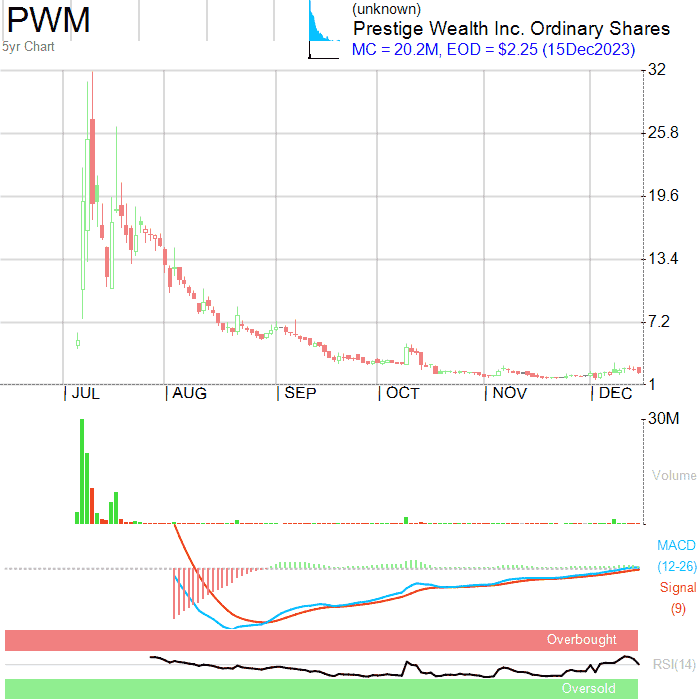 PWM
5yr Chart
(unknown)
Prestige Wealth Inc. Ordinary Shares
MC = 20.2M, EOD = $2.25 (15Dec2023)
32
25.8
19.6
13.4
7.2
1
JUL AUG SEP OCT NOV DEC
30M
Volume
MACD
(12-26)
Signal
(9)
Overbought
RSI(14)
Oversold